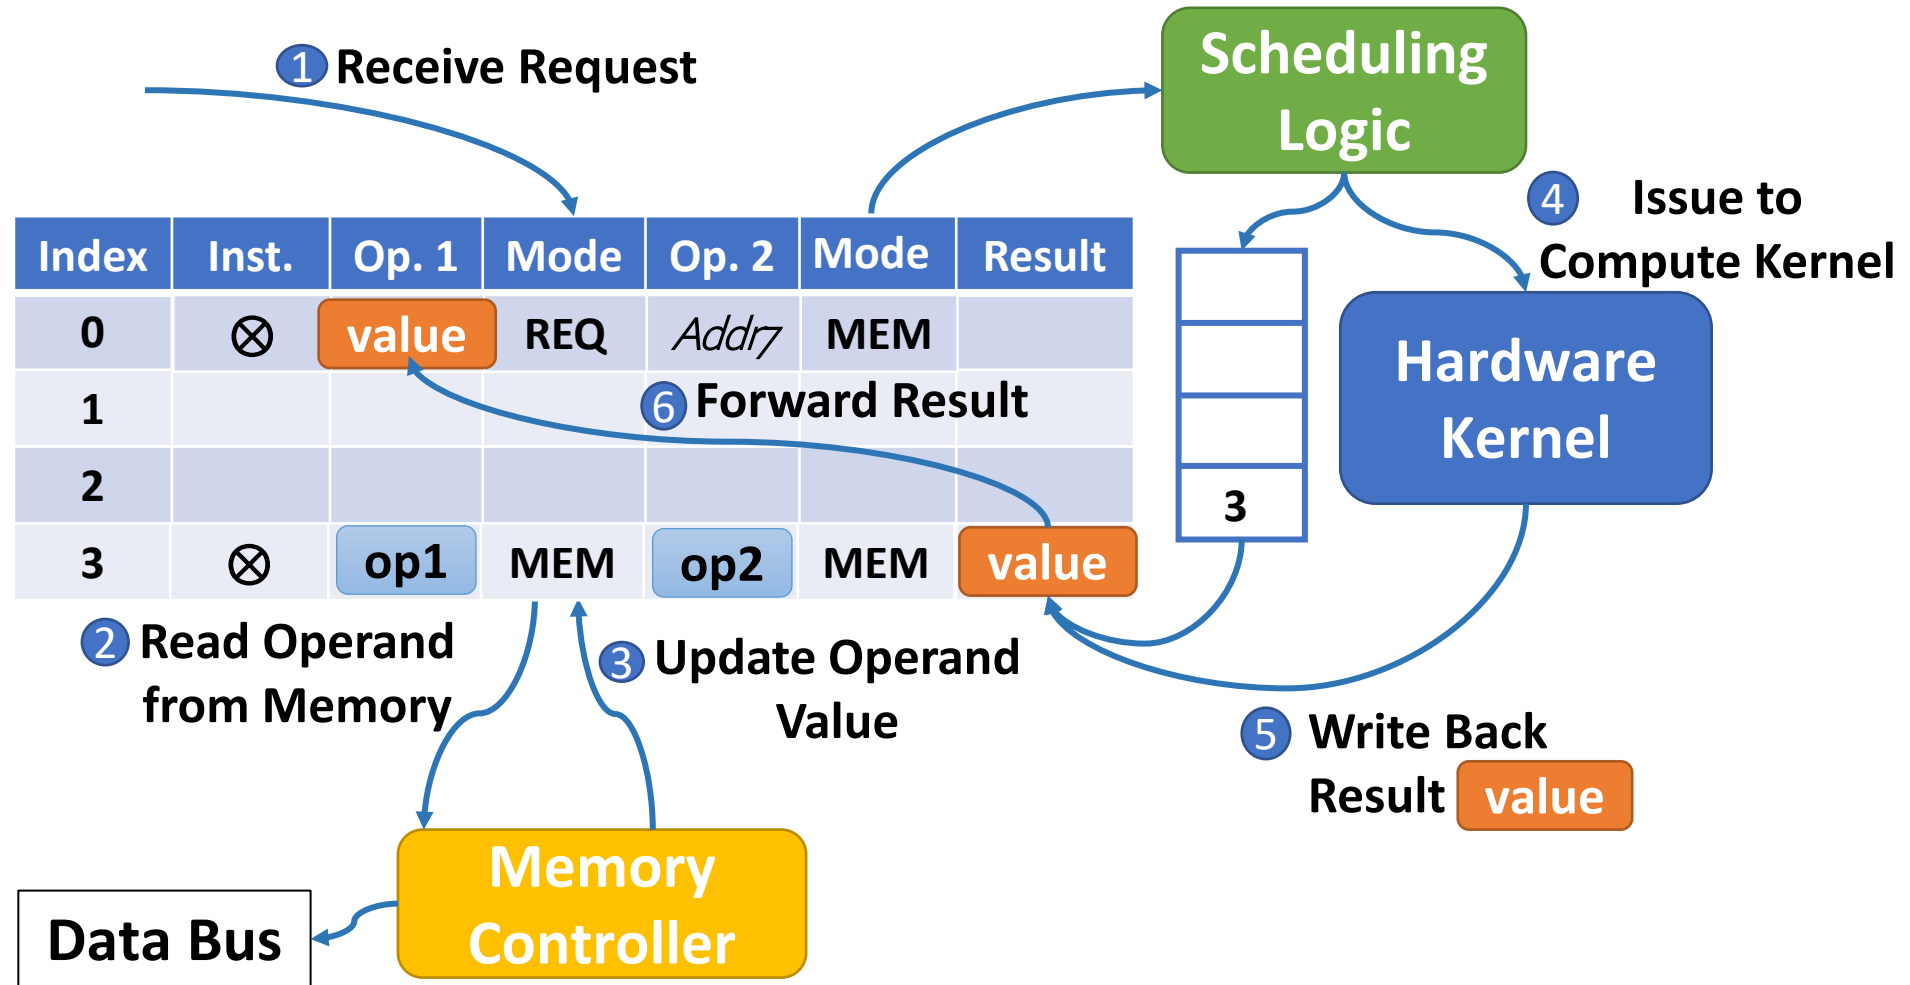 1 Receive Request
Scheduling
Logic
4 Issue to
Compute Kernel
Index Inst. Op. 1 Mode Op. 2 Mode Result
0 ⊗ value REQ Addr7 MEM
1
6 Forward Result
2
3 ⊗ op1 MEM op2 MEM value
3
Hardware
Kernel
2 Read Operand
from Memory
3 Update Operand
Value
5 Write Back
Result value
Memory
Controller
Data Bus